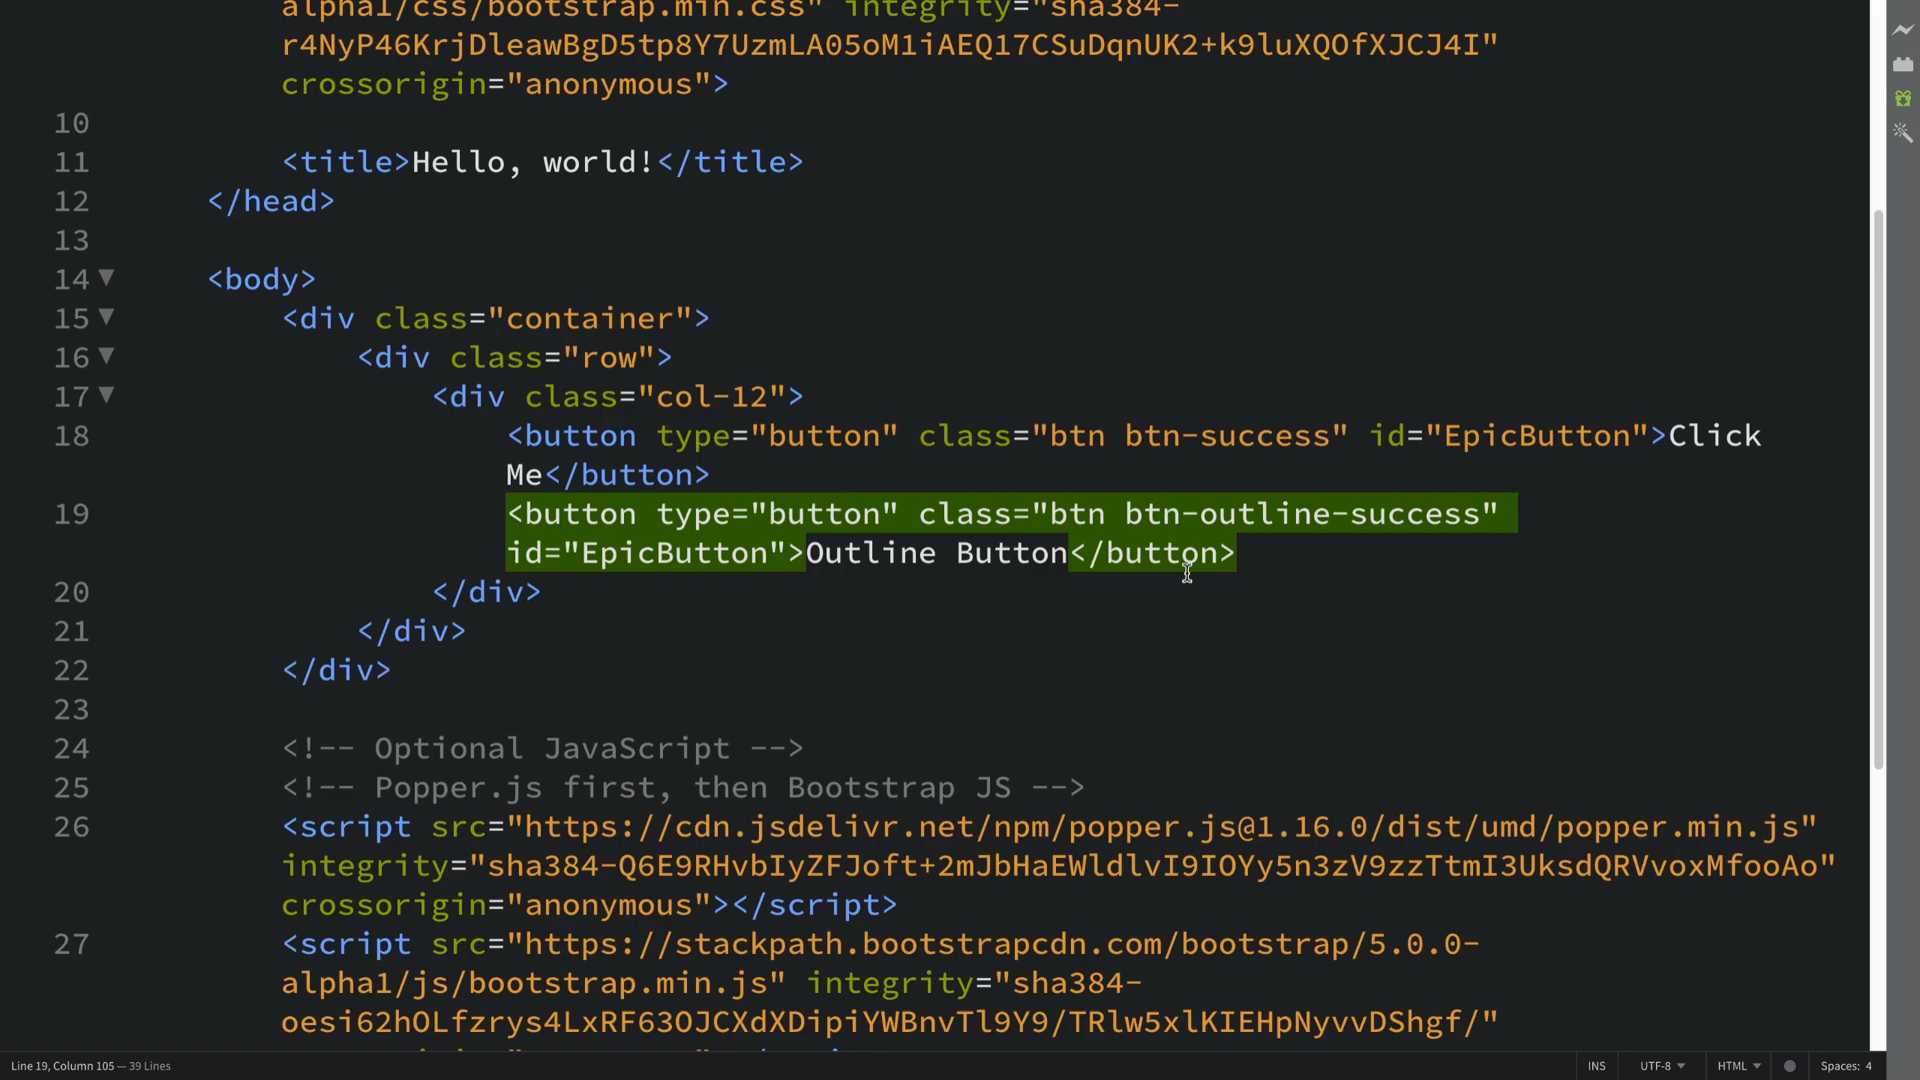 alpha1/css/bootstrap.min.css" integrity="sha384-
r4NyP46KrjDleawBgD5tp8Y7UzmLA05oM1iAEQ17CSuDqnUK2+k9luXQOfXJCJ4I"
crossorigin="anonymous">
10
11 <title>Hello, world!</title>
12 </head>
13
14 <body>
15 <div class="container">
16 <div class="row">
17 <div class="col-12">
18 <button type="button" class="btn btn-success" id="EpicButton">Click
Me</button>
19 <button type="button" class="btn btn-outline-success"
id="EpicButton">Outline Button</button>
20 </div>
21 </div>
22 </div>
23
24 <!-- Optional JavaScript -->
25 <!-- Popper.js first, then Bootstrap JS -->
26 <script src="https://cdn.jsdelivr.net/npm/popper.js@1.16.0/dist/umd/popper.min.js"
integrity="sha384-Q6E9RHvbIyZFJoft+2mJbHaEWldlvI9IOYy5n3zV9zzTtmI3UksdQRVvoxMfooAo"
crossorigin="anonymous"></script>
27 <script src="https://stackpath.bootstrapcdn.com/bootstrap/5.0.0-
alpha1/js/bootstrap.min.js" integrity="sha384-
oesi62hOLfzrys4LxRF63OJCXdXDipiYWBnvTl9Y9/TRlw5xlKIEHpNyvvDShgf/"
Line 19, Column 105 — 39 Lines
INS UTF-8 HTML Spaces: 4